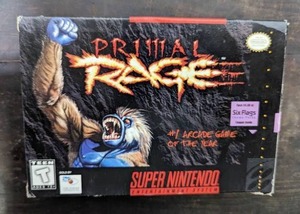 PRIMAL
RAGE
Six Flags
#1 ARCADE GAME
OF THE YEAR
TEEN
SUPER NINTENDO
ENTERTAINMENT SYSTEM